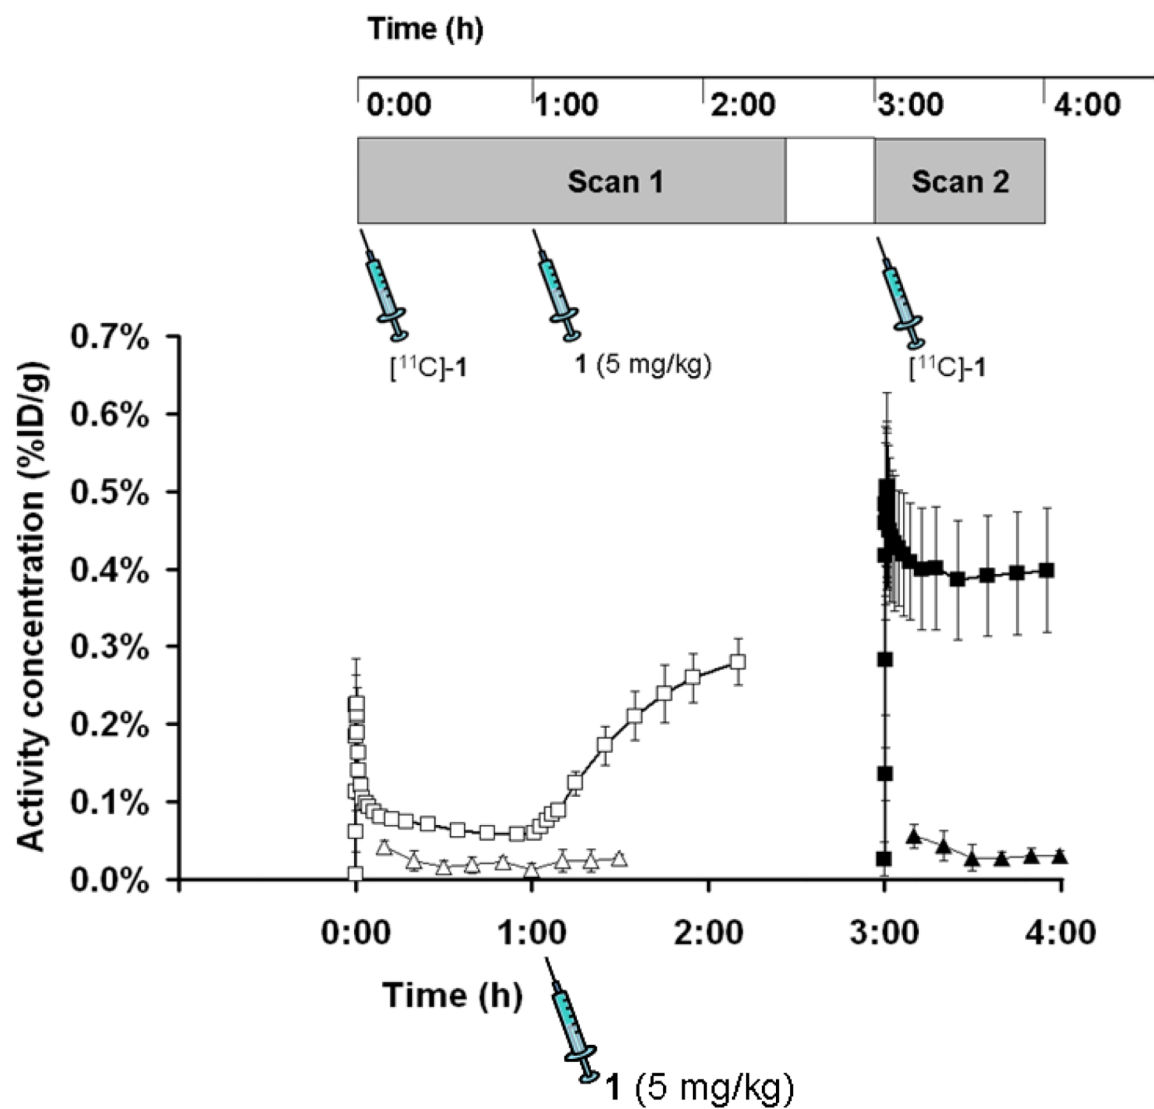 Time (h)
0:00 1:00 2:00 3:00 4:00
Scan 1 Scan 2
[¹¹C]-1 1 (5 mg/kg) [¹¹C]-1
Activity concentration (%ID/g)
0.7%
0.6%
0.5%
0.4%
0.3%
0.2%
0.1%
0.0%
0:00 1:00 2:00 3:00 4:00
Time (h)
1 (5 mg/kg)